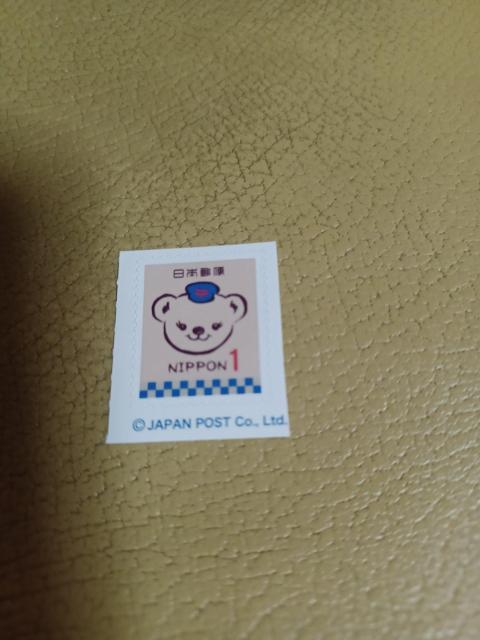 日本郵便
NIPPON 1
©JAPAN POST Co., Ltd.